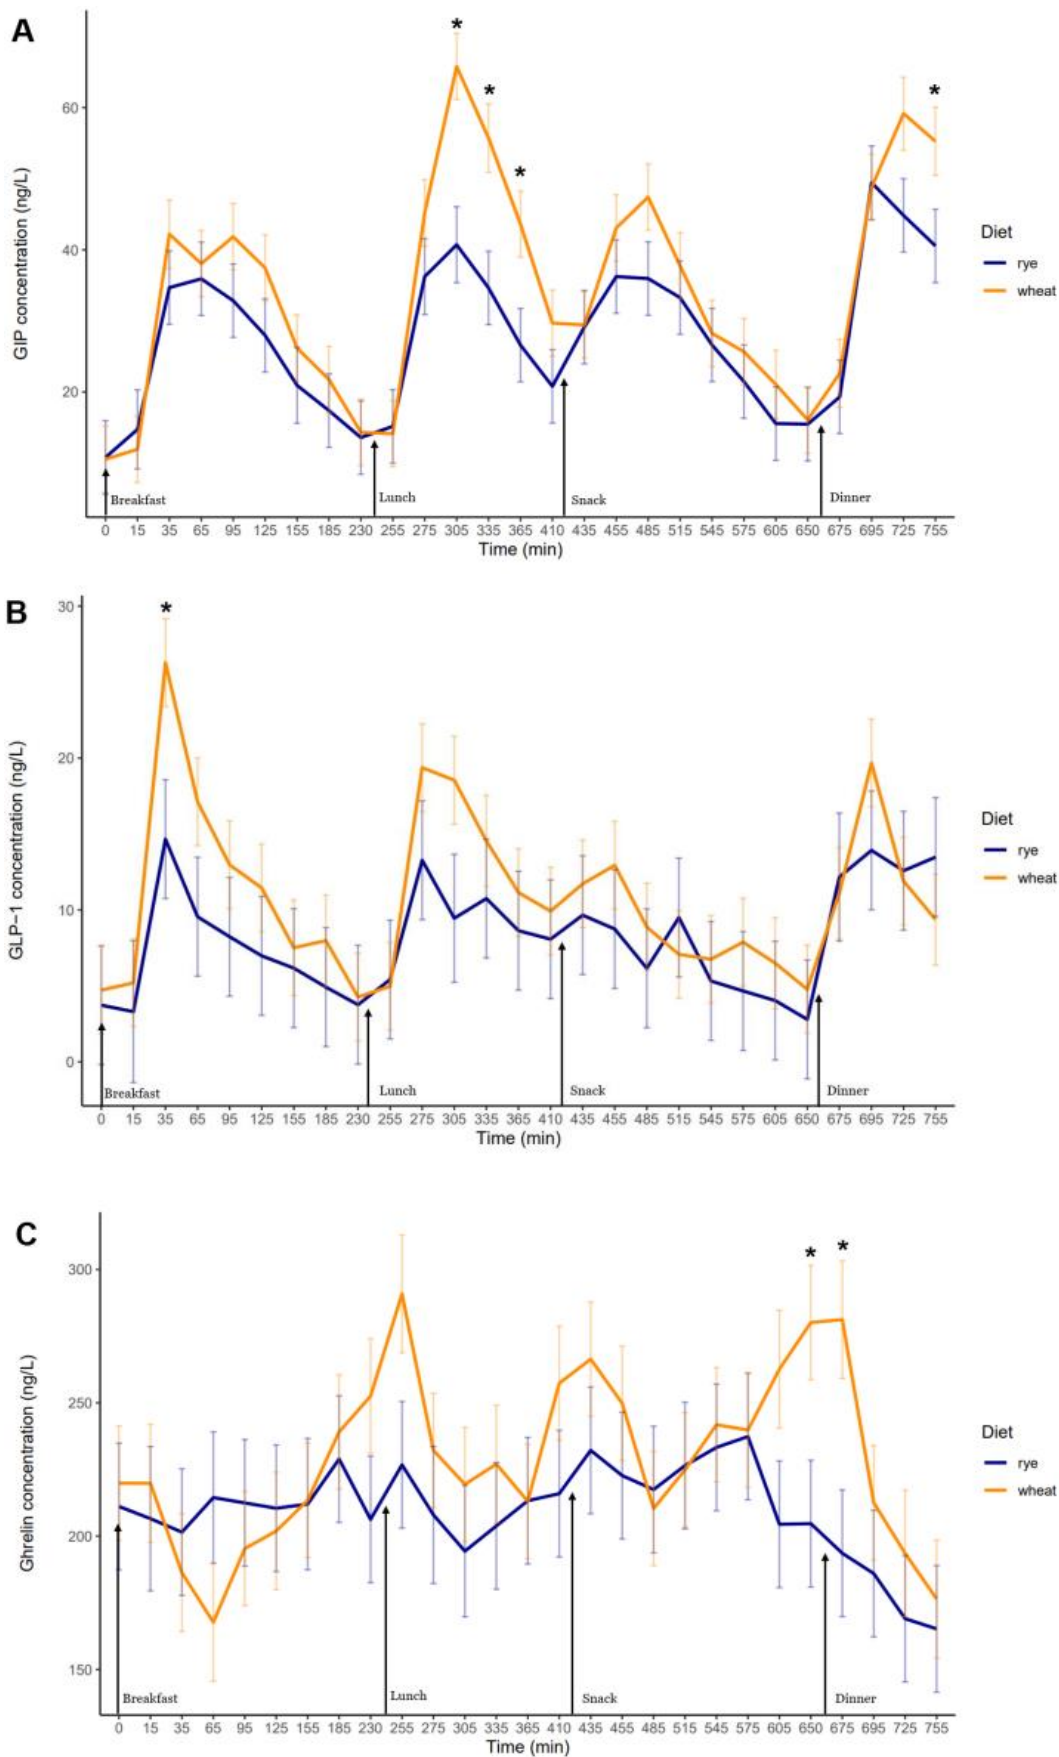 A
*
*
*
*
60
40
20
GIP concentration (ng/L)
Diet
rye
wheat
Breakfast
Lunch
Snack
Dinner
0 15 35 65 95 125 155 185 230 255 275 305 335 365 410 435 455 485 515 545 575 605 650 675 695 725 755
Time (min)
B
*
30
20
10
0
GLP−1 concentration (ng/L)
Diet
rye
wheat
Breakfast
Lunch
Snack
Dinner
0 15 35 65 95 125 155 185 230 255 275 305 335 365 410 435 455 485 515 545 575 605 650 675 695 725 755
Time (min)
C
* *
300
250
200
150
Ghrelin concentration (ng/L)
Diet
rye
wheat
Breakfast
Lunch
Snack
Dinner
0 15 35 65 95 125 155 185 230 255 275 305 335 365 410 435 455 485 515 545 575 605 650 675 695 725 755
Time (min)